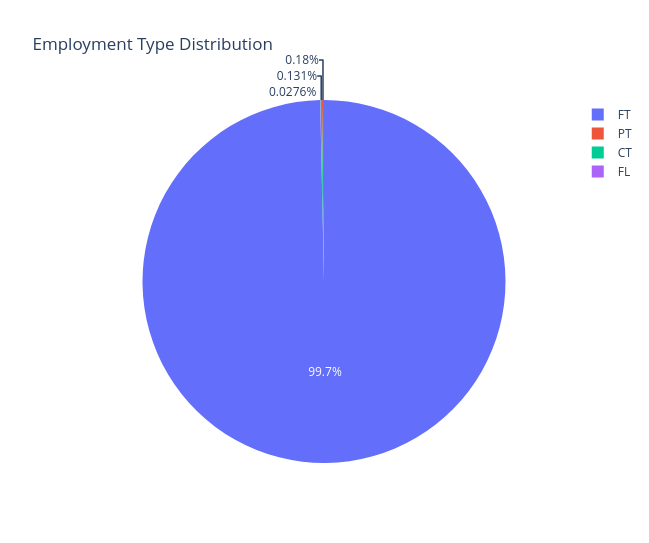 Employment Type Distribution
0.18%
0.131%
0.0276%
99.7%
FT
PT
CT
FL